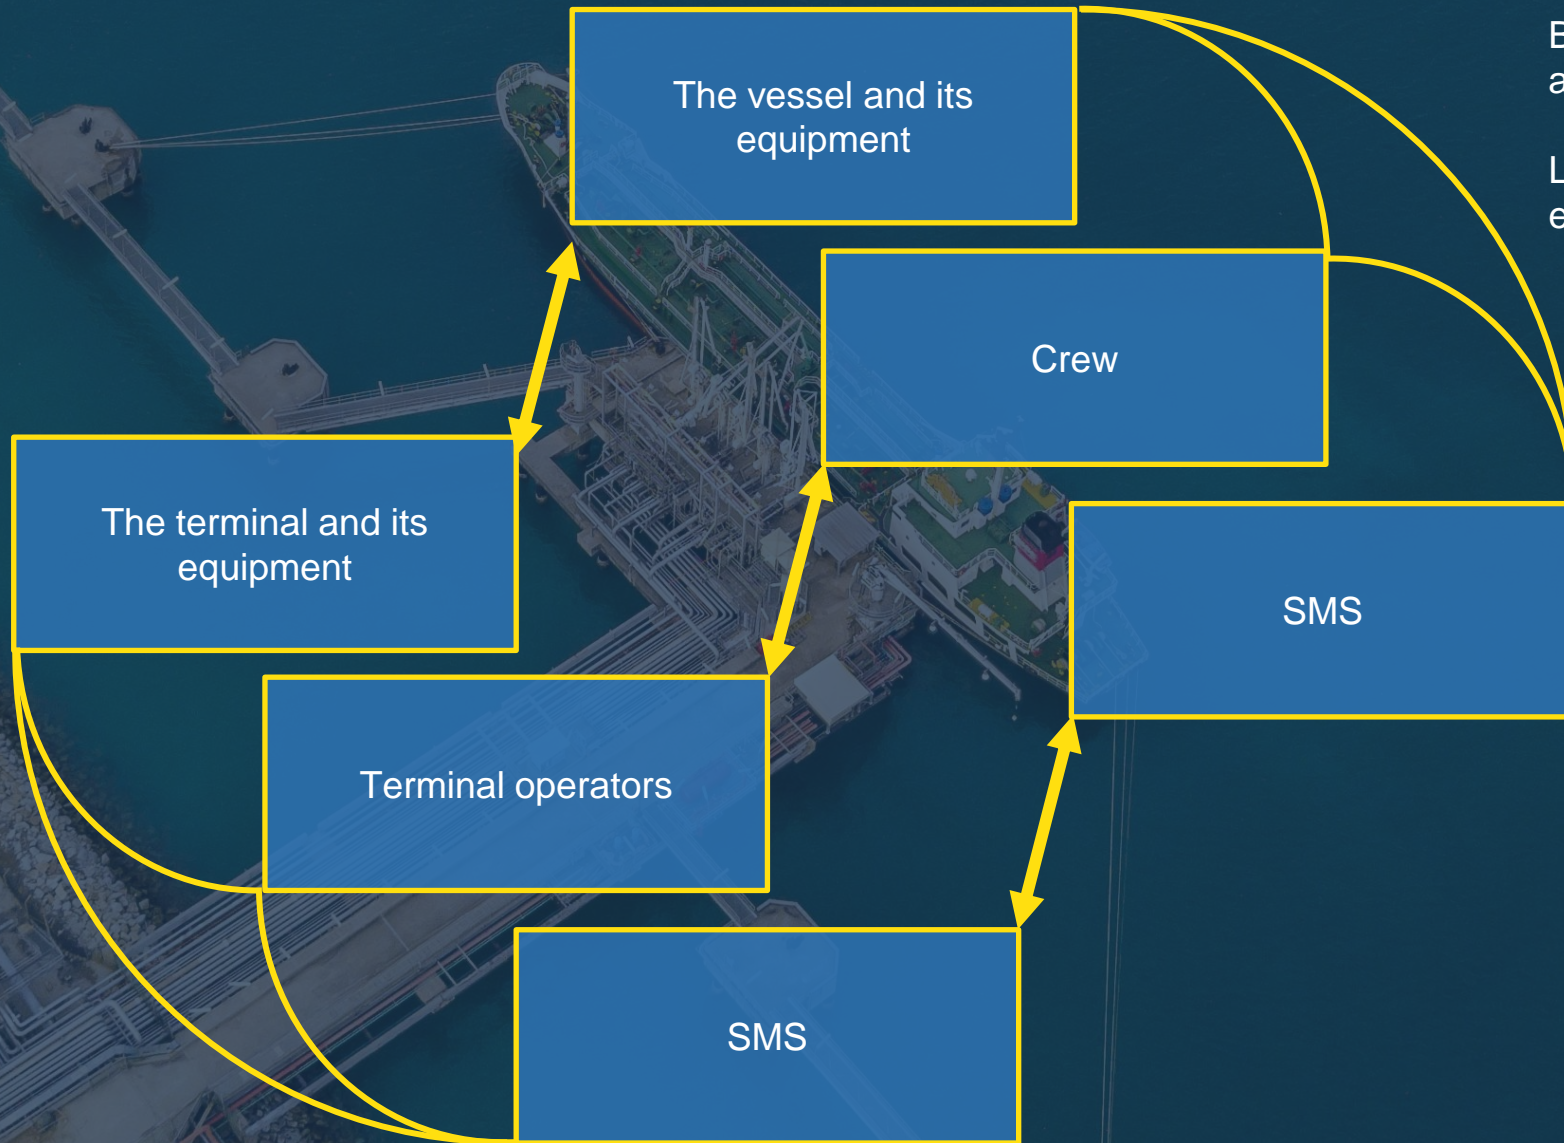 The vessel and its
equipment
Crew
The terminal and its
equipment
SMS
Terminal operators
SMS